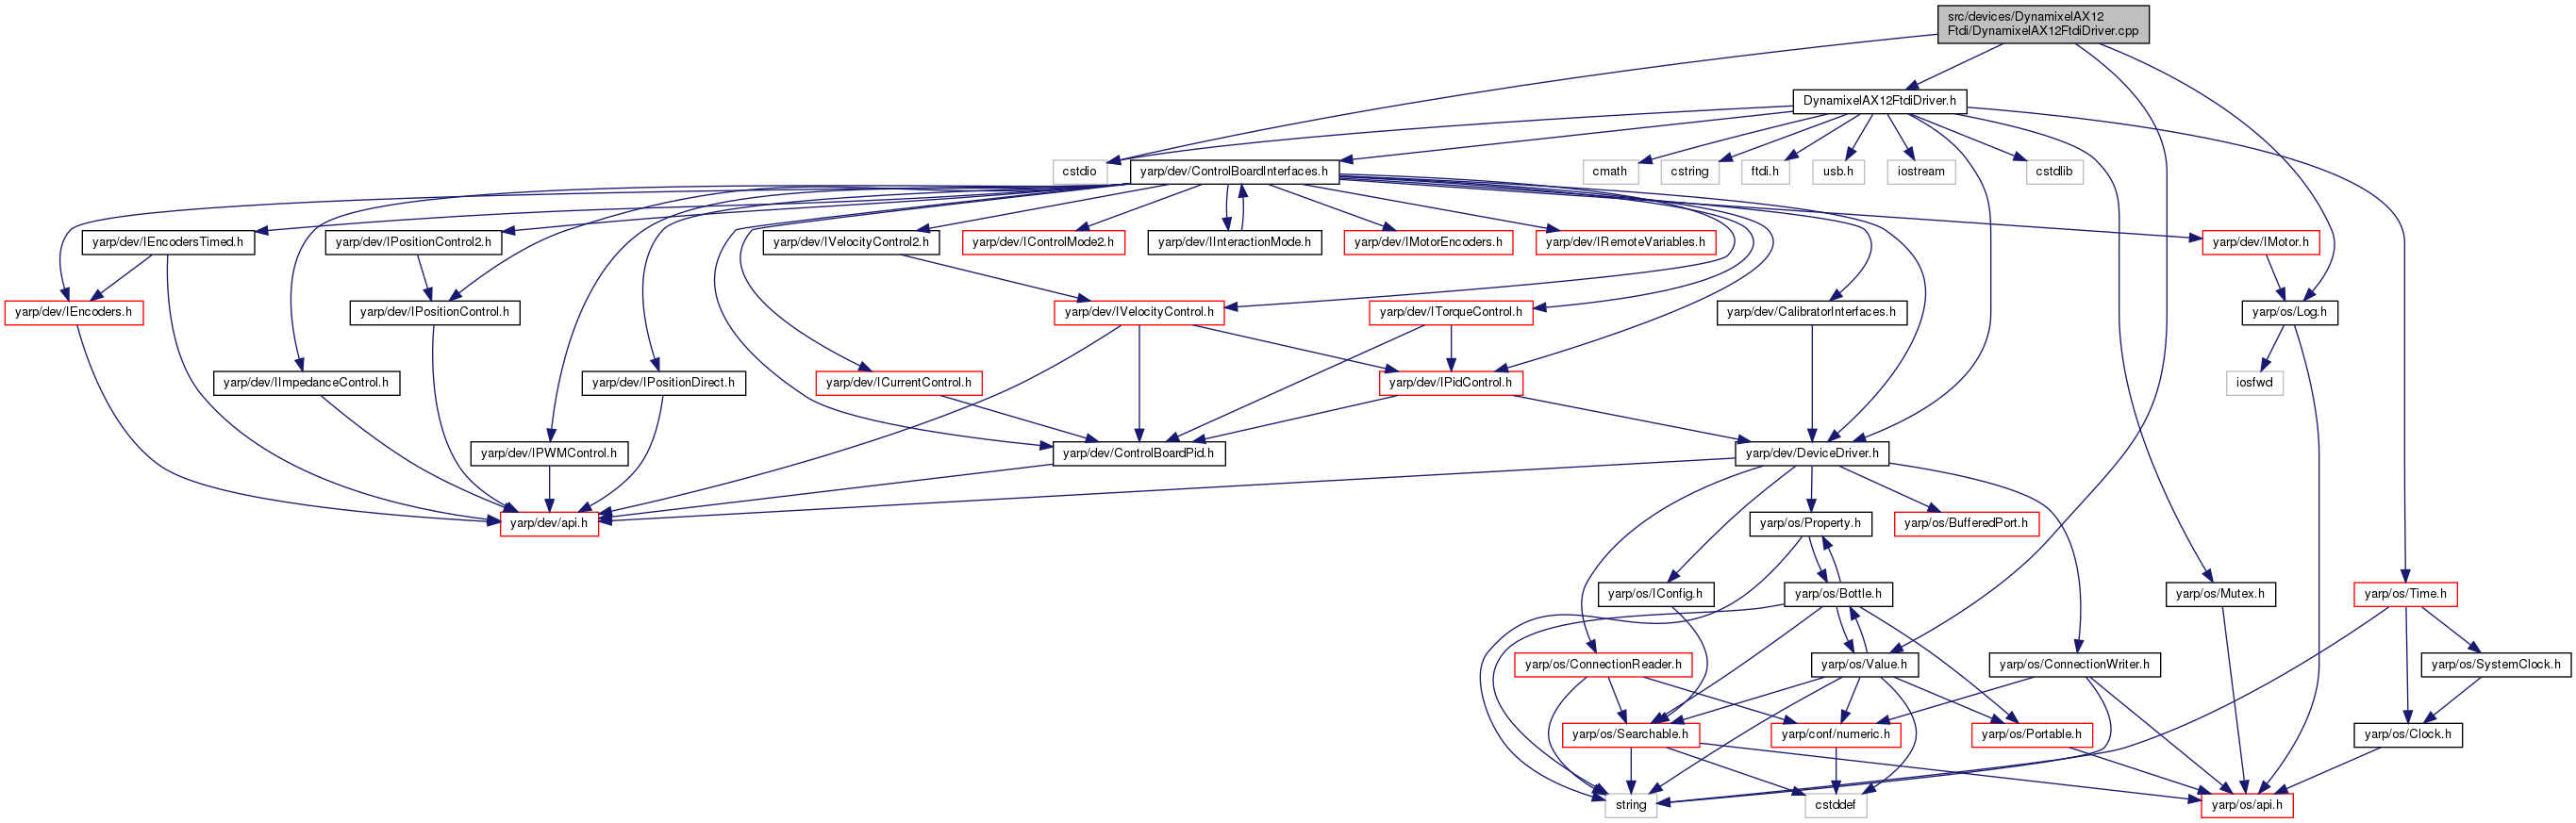 src/devices/DynamixelAX12
Ftdi/DynamixelAX12FtdiDriver.cpp
DynamixelAX12FtdiDriver.h
cstdio
yarp/dev/ControlBoardInterfaces.h
cmath
cstring
ftdi.h
usb.h
iostream
cstdlib
yarp/dev/IEncodersTimed.h
yarp/dev/IPositionControl2.h
yarp/dev/IVelocityControl2.h
yarp/dev/IControlMode2.h
yarp/dev/IInteractionMode.h
yarp/dev/IMotorEncoders.h
yarp/dev/IRemoteVariables.h
yarp/dev/IMotor.h
yarp/dev/IEncoders.h
yarp/dev/IPositionControl.h
yarp/dev/IVelocityControl.h
yarp/dev/ITorqueControl.h
yarp/dev/CalibratorInterfaces.h
yarp/os/Log.h
yarp/dev/IImpedanceControl.h
yarp/dev/IPositionDirect.h
yarp/dev/ICurrentControl.h
yarp/dev/IPidControl.h
iosfwd
yarp/dev/IPWMControl.h
yarp/dev/ControlBoardPid.h
yarp/dev/DeviceDriver.h
yarp/dev/api.h
yarp/os/Property.h
yarp/os/BufferedPort.h
yarp/os/IConfig.h
yarp/os/Bottle.h
yarp/os/Mutex.h
yarp/os/Time.h
yarp/os/ConnectionReader.h
yarp/os/Value.h
yarp/os/ConnectionWriter.h
yarp/os/SystemClock.h
yarp/os/Searchable.h
yarp/conf/numeric.h
yarp/os/Portable.h
yarp/os/Clock.h
string
cstddef
yarp/os/api.h